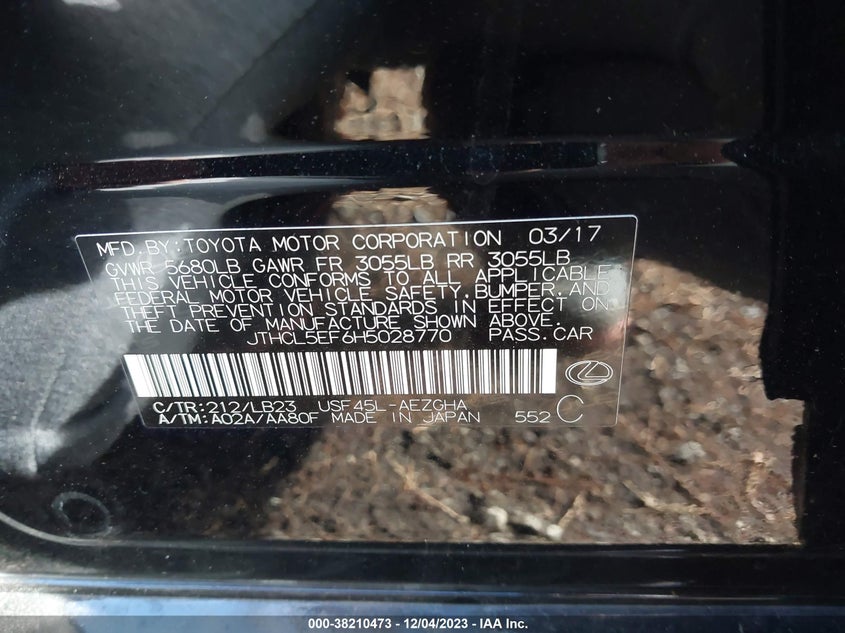 MFD.BY:TOYOTA MOTOR CORPORATION 03/17
GVWR 5680LB GAWR FR 3055LB RR 3055LB
THIS VEHICLE CONFORMS TO ALL APPLICABLE
FEDERAL MOTOR VEHICLE SAFETY,BUMPER,AND
THEFT PREVENTION STANDARDS IN EFFECT ON
THE DATE OF MANUFACTURE SHOWN ABOVE.
JTHCL5EF6H5028770 PASS.CAR
C/TR:212/LB23 USF45L-AEZGHA
A/TM:A02A/AA80F MADE IN JAPAN 552 C
000-38210473 - 12/04/2023 - IAA Inc.